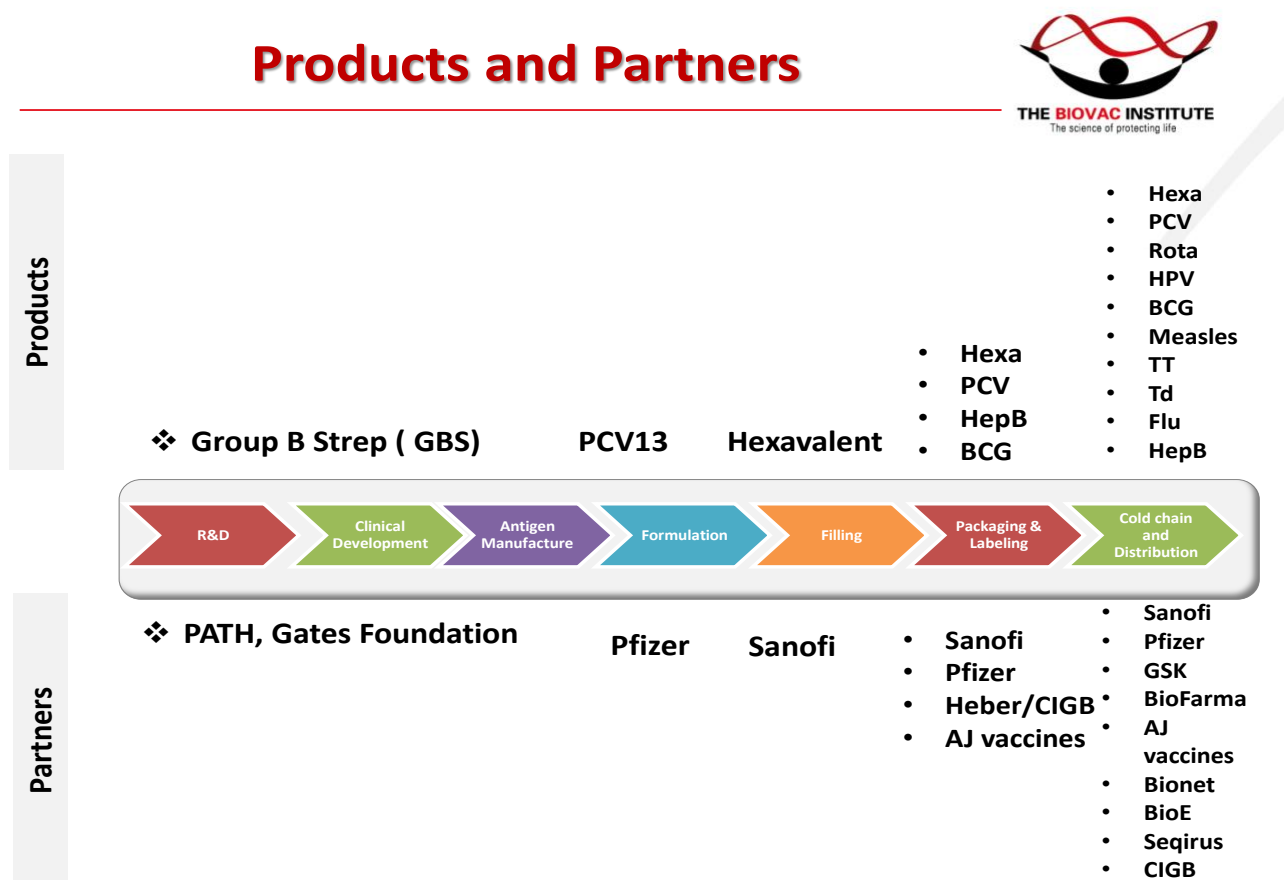 Products and Partners
THE BIOVAC INSTITUTE
The science of protecting life
Products
❖ Group B Strep ( GBS)
PCV13
Hexavalent
• Hexa
• PCV
• HepB
• BCG
• Hexa
• PCV
• Rota
• HPV
• BCG
• Measles
• TT
• Td
• Flu
• HepB
R&D
Clinical
Development
Antigen
Manufacture
Formulation
Filling
Packaging &
Labeling
Cold chain
and
Distribution
Partners
❖ PATH, Gates Foundation
Pfizer
Sanofi
• Sanofi
• Pfizer
• Heber/CIGB
• AJ vaccines
• Sanofi
• Pfizer
• GSK
• BioFarma
• AJ
vaccines
• Bionet
• BioE
• Seqirus
• CIGB